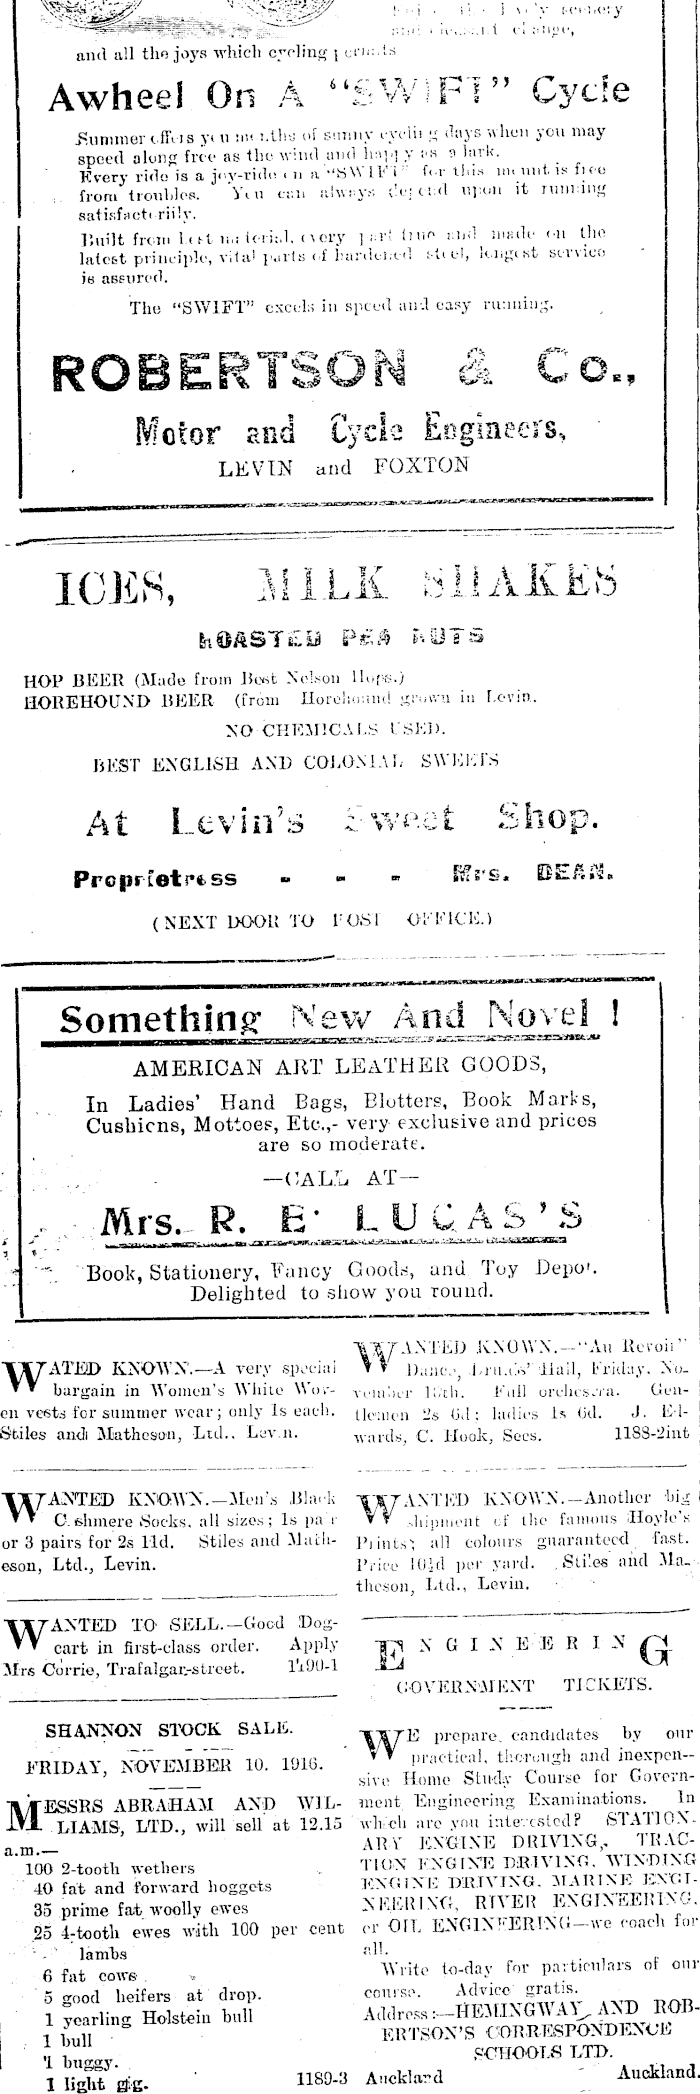 and all the joys which cycling permits
Awheel On A "SWIFT" Cycle
Summer offers you months of sunny cycling days when you may
speed along free as the wind and happy as a lark.
Every ride is a joy-ride on a "SWIFT" for this mount is free
from troubles. You can always depend upon it running
satisfactoriily.
Built from best material, every part true and made on the
latest principle, vital parts of hardened steel, longest service
is assured.
The "SWIFT" excels in speed and easy running.
ROBERTSON & Co.,
Motor and Cycle Engineers,
LEVIN and FOXTON
ICES, MILK SHAKES
ROASTED PEA NUTS
HOP BEER (Made from Best Nelson Hops.)
HOREHOUND BEER (from Horehound grown in Levin.
NO CHEMICALS USED.
BEST ENGLISH AND COLONIAL SWEETS
At Levin's Sweet Shop.
Proprietress - - - Mrs. DEAN.
(NEXT DOOR TO POST OFFICE.)
Something New And Novel !
AMERICAN ART LEATHER GOODS,
In Ladies' Hand Bags, Blotters, Book Marks,
Cushions, Mottoes, Etc.,- very exclusive and prices
are so moderate.
—CALL AT—
Mrs. R. E. LUCAS'S
Book, Stationery, Fancy Goods, and Toy Depot.
Delighted to show you round.
WATED KNOWN.—A very special
bargain in Women's White Wov-
en vests for summer wear; only 1s each.
Stiles and Matheson, Ltd., Levin.
WANTED KNOWN.—Men's Black
Cashmere Socks, all sizes; 1s pair
or 3 pairs for 2s 11d. Stiles and Math-
eson, Ltd., Levin.
WANTED TO SELL.—Good Dog-
cart in first-class order. Apply
Mrs Corrie, Trafalgar-street. 1190-1
SHANNON STOCK SALE.
FRIDAY, NOVEMBER 10. 1916.
MESSRS ABRAHAM AND WIL-
LIAMS, LTD., will sell at 12.15
a.m.—
100 2-tooth wethers
40 fat and forward hoggets
35 prime fat woolly ewes
25 4-tooth ewes with 100 per cent
lambs
6 fat cows
5 good heifers at drop.
1 yearling Holstein bull
1 bull
1 buggy.
1 light gig. 1189-3
WANTED KNOWN.—"Au Revoir"
Dance, Druids' Hall, Friday, No-
vember Full orchestra. Gen-
tlemen 2s 6d; ladies 1s 6d. J. Ed-
wards, C. Hook, Secs. 1188-2int
WANTED KNOWN.—Another big
shipment of the famous Hoyle's
Prints; all colours guaranteed fast.
Price 10½d per yard. Stiles and Ma-
theson, Ltd., Levin.
ENGINEERING
GOVERNMENT TICKETS.
WE prepare candidates by our
practical, thorough and inexpen-
sive Home Study Course for Govern-
ment Engineering Examinations. In
which are you interested? STATION-
ARY ENGINE DRIVING, TRAC-
TION ENGINE DRIVING, WINDING
ENGINE DRIVING, MARINE ENGI-
NEERING, RIVER ENGINEERING,
or OIL ENGINEERING—we coach for
all.
Write to-day for particulars of our
course. Advice gratis.
Address:—HEMINGWAY AND ROB-
ERTSON'S CORRESPONDENCE
SCHOOLS LTD.
Auckland Auckland.